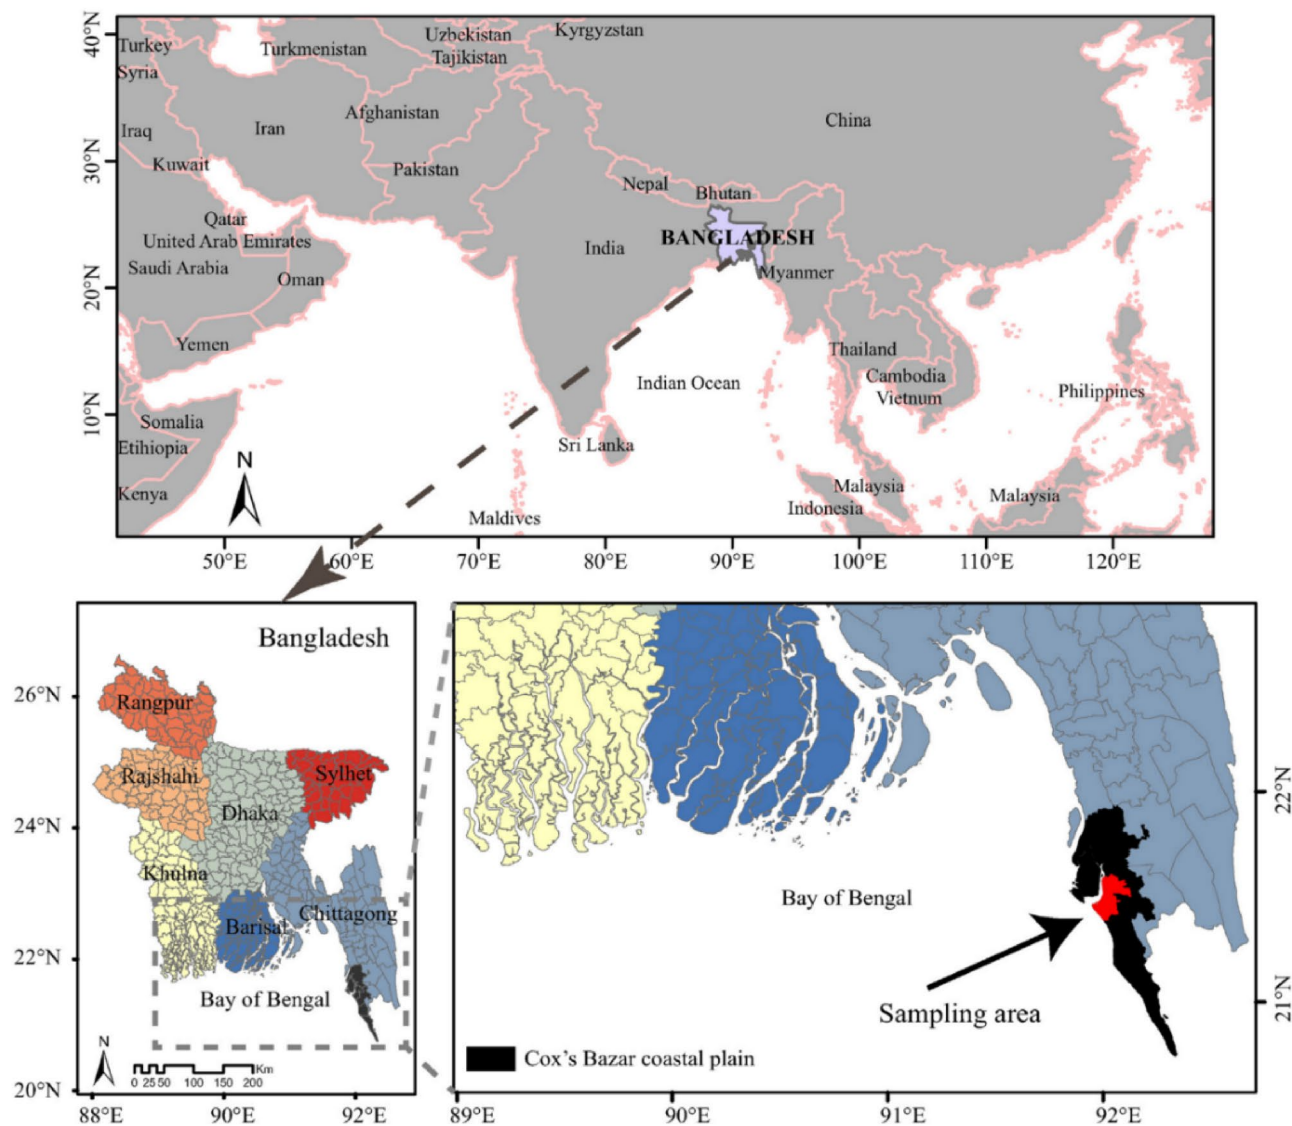 40°N
30°N
20°N
10°N
Turkey
Turkmenistan
Uzbekistan
Kyrgyzstan
Tajikistan
Syria
Afghanistan
China
Iraq
Iran
Kuwait
Pakistan
Nepal
Bhutan
Qatar
BANGLADESH
United Arab Emirates
India
Saudi Arabia
Oman
Myanmer
Yemen
Thailand
Indian Ocean
Cambodia
Philippines
Vietnum
Somalia
Etihiopia
Sri Lanka
N
Kenya
Malaysia
Malaysia
Indonesia
Maldives
50°E 60°E 70°E 80°E 90°E 100°E 110°E 120°E
Bangladesh
26°N
24°N
22°N
20°N
Rangpur
Rajshahi
Sylhet
Dhaka
Khulna
Chittagong
Barisal
Bay of Bengal
N
0 25 50 100 150 200
Km
88°E 90°E 92°E
22°N
21°N
Bay of Bengal
Sampling area
Cox's Bazar coastal plain
89°E 90°E 91°E 92°E